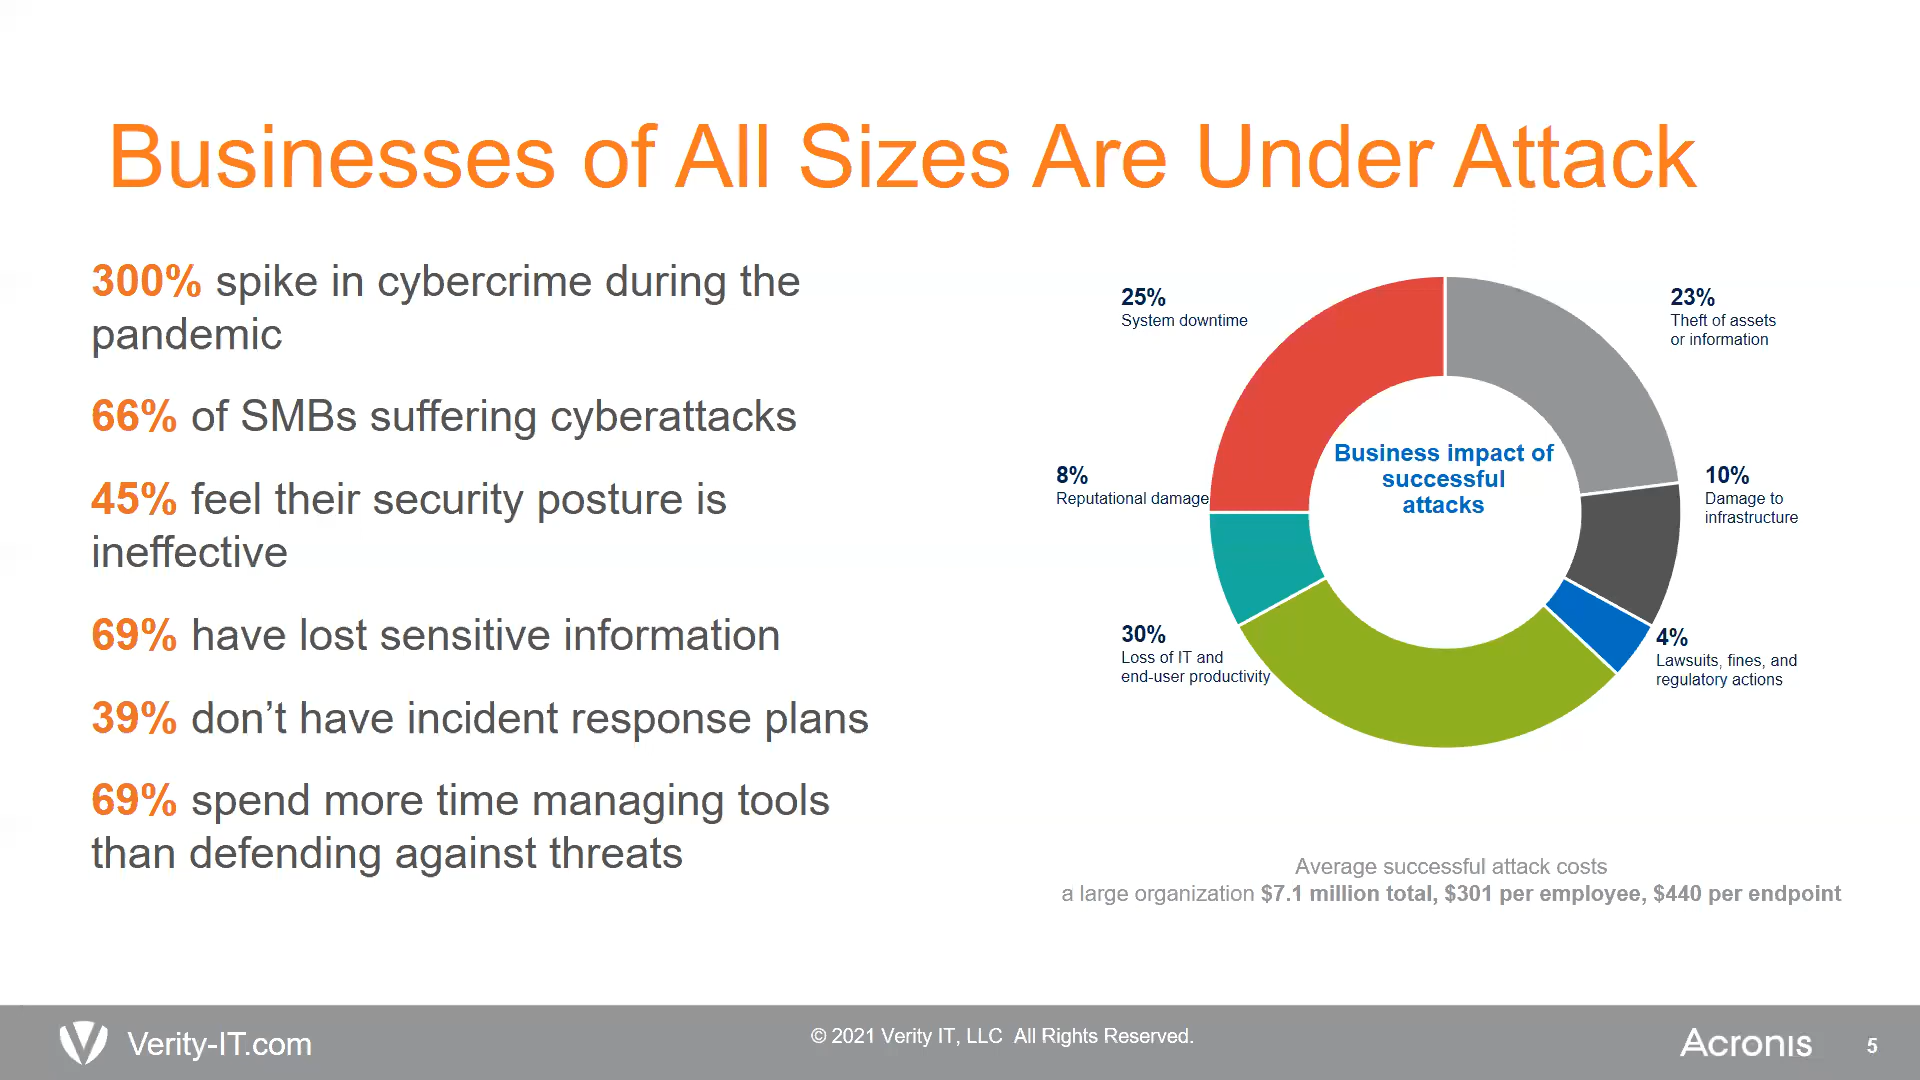 Businesses of All Sizes Are Under Attack
300% spike in cybercrime during the
pandemic
66% of SMBs suffering cyberattacks
45% feel their security posture is
ineffective
69% have lost sensitive information
39% don’t have incident response plans
69% spend more time managing tools
than defending against threats
25%
System downtime
23%
Theft of assets
or information
Business impact of
successful
attacks
8%
Reputational damage
10%
Damage to
infrastructure
30%
Loss of IT and
end-user productivity
4%
Lawsuits, fines, and
regulatory actions
Average successful attack costs
a large organization $7.1 million total, $301 per employee, $440 per endpoint
Verity-IT.com
© 2021 Verity IT, LLC All Rights Reserved.
Acronis
5